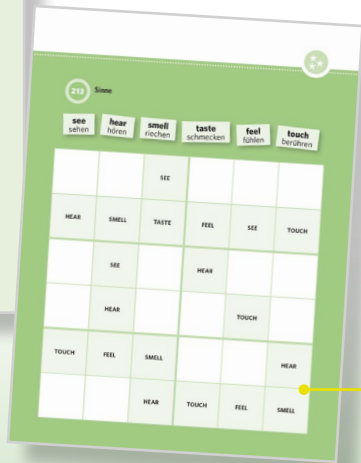 213 Sinne
see hear smell taste feel touch
sehen hören riechen schmecken fühlen berühren
SEE
HEAR SMELL TASTE FEEL SEE TOUCH
SEE HEAR
HEAR TOUCH
TOUCH FEEL SMELL HEAR
HEAR TOUCH FEEL SMELL